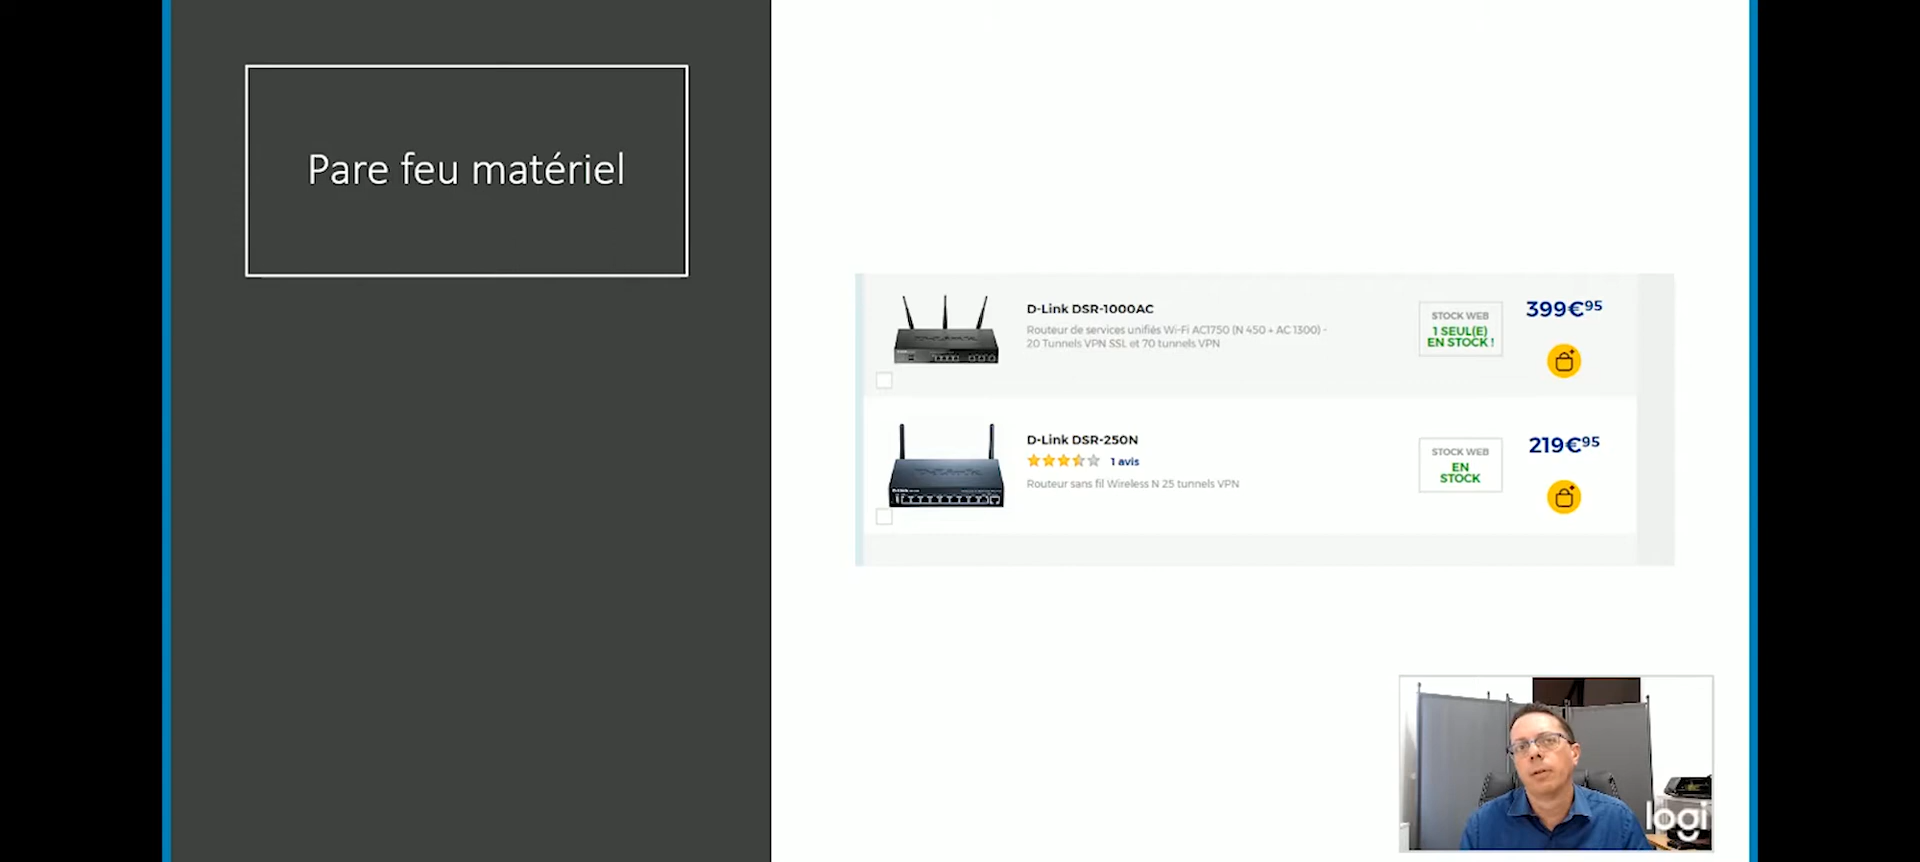 Pare feu matériel
D-Link DSR-1000AC
Routeur de services unifiés Wi-Fi AC1750 (N 450 + AC 1300) -
20 Tunnels VPN SSL et 70 tunnels VPN
STOCK WEB
1 SEUL(E)
EN STOCK !
399€95
D-Link DSR-250N
1 avis
Routeur sans fil Wireless N 25 tunnels VPN
STOCK WEB
EN
STOCK
219€95
logi